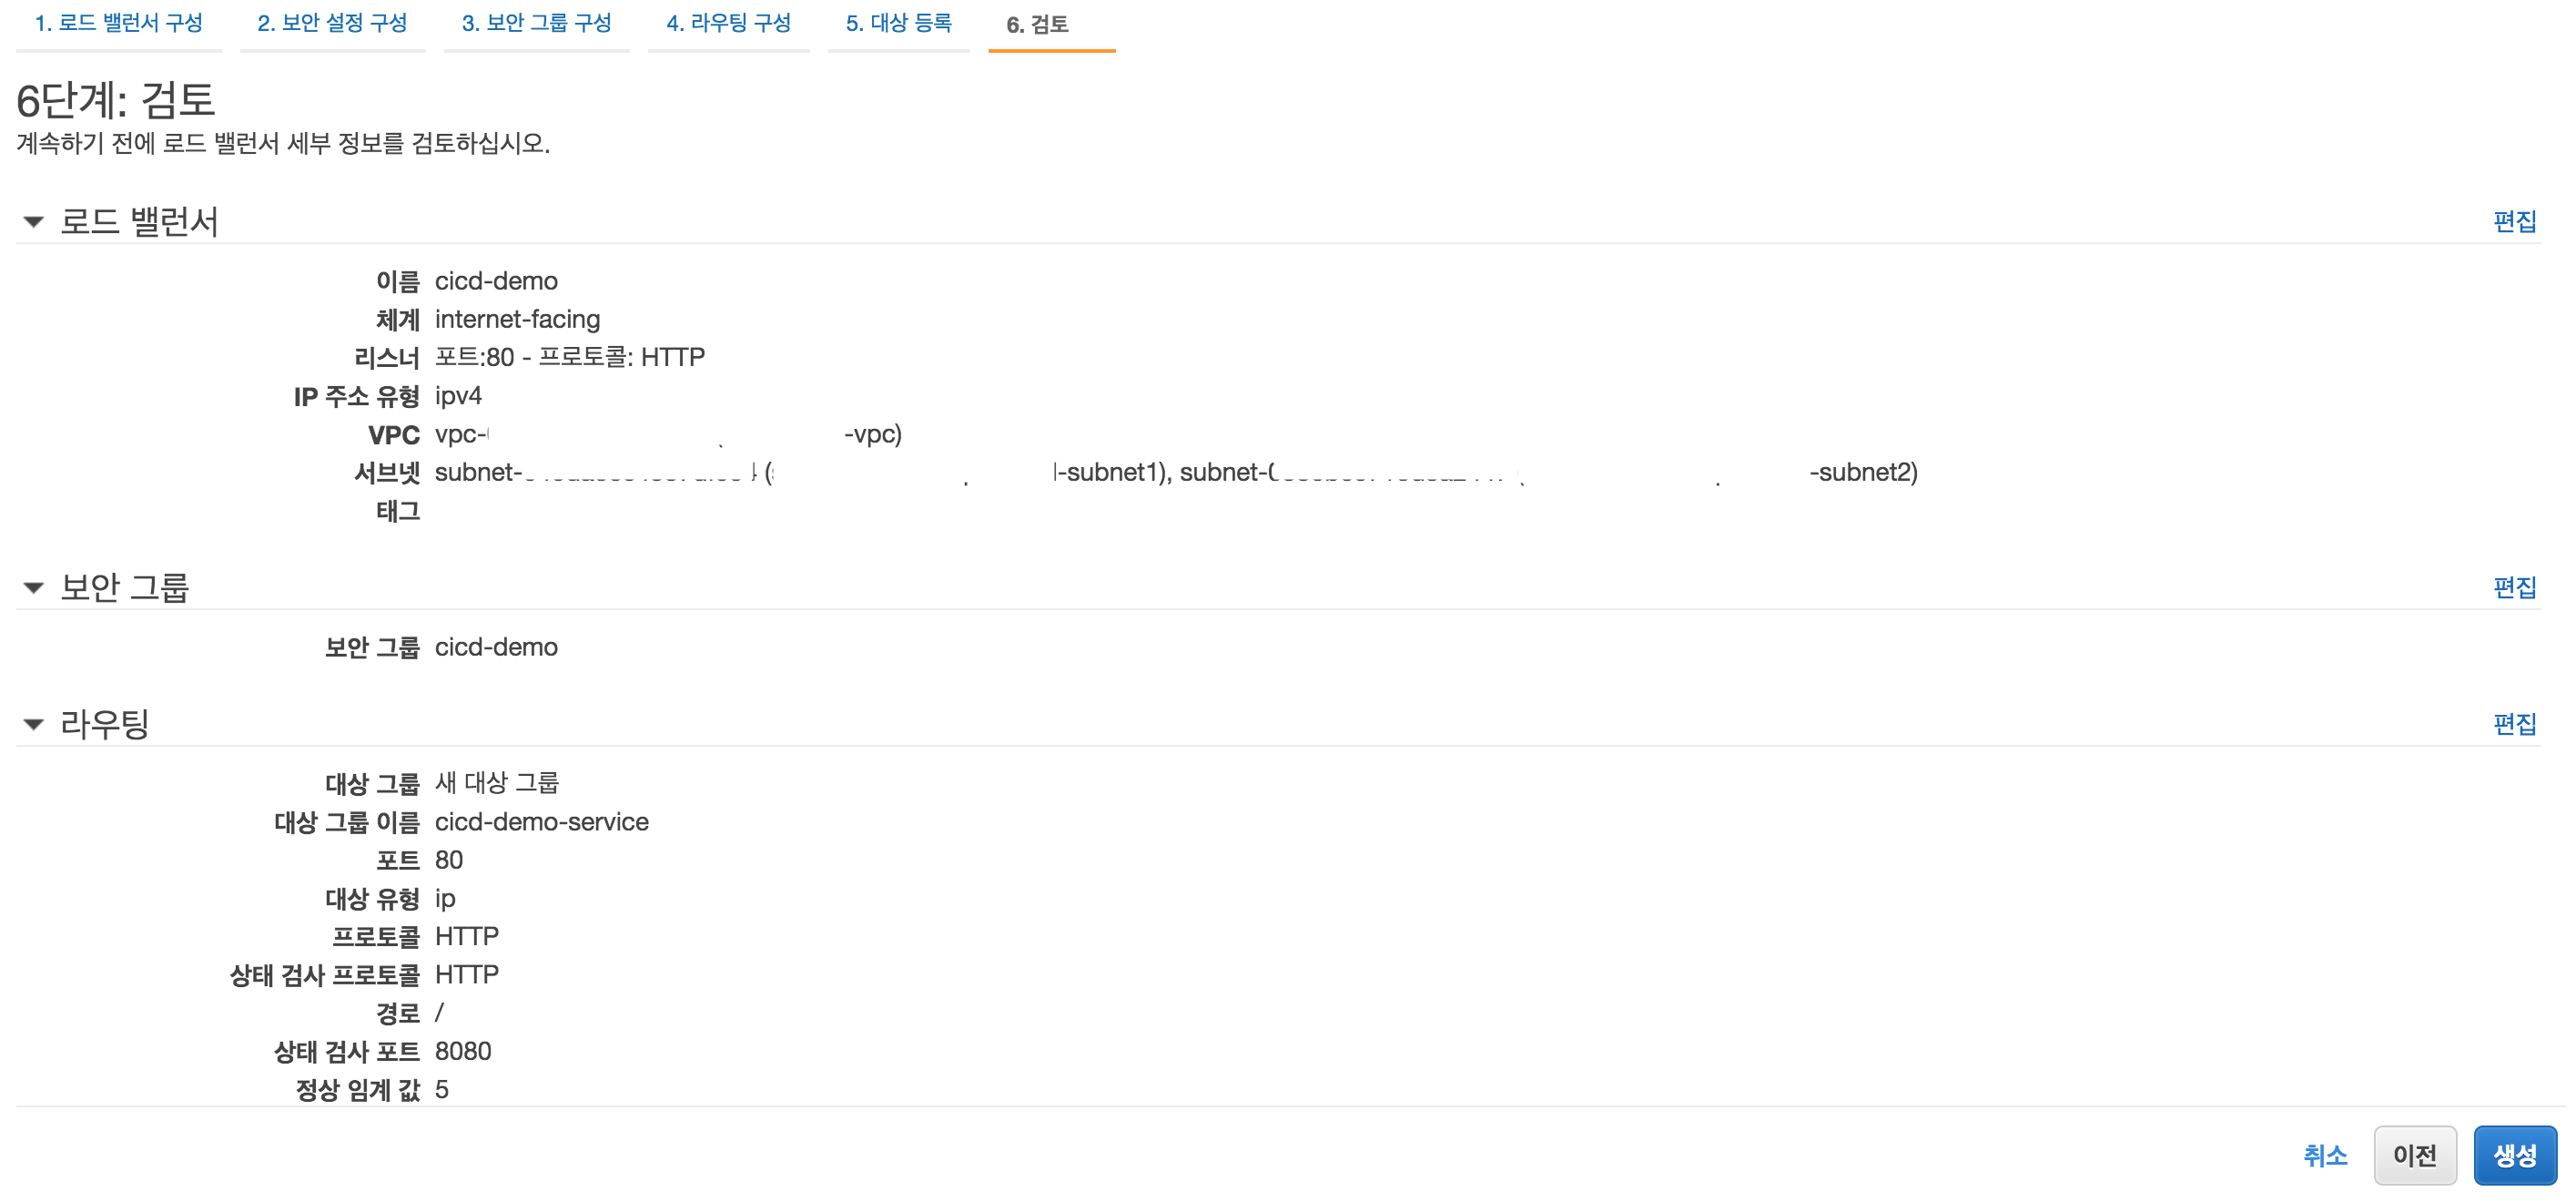 1. 로드 밸런서 구성 2. 보안 설정 구성 3. 보안 그룹 구성 4. 라우팅 구성 5. 대상 등록 6. 검토
6단계: 검토
계속하기 전에 로드 밸런서 세부 정보를 검토하십시오.
로드 밸런서 편집
이름 cicd-demo
체계 internet-facing
리스너 포트:80 - 프로토콜: HTTP
IP 주소 유형 ipv4
VPC vpc- -vpc)
서브넷 subnet- -subnet1), subnet- -subnet2)
태그
보안 그룹 편집
보안 그룹 cicd-demo
라우팅 편집
대상 그룹 새 대상 그룹
대상 그룹 이름 cicd-demo-service
포트 80
대상 유형 ip
프로토콜 HTTP
상태 검사 프로토콜 HTTP
경로 /
상태 검사 포트 8080
정상 임계 값 5
취소 이전 생성